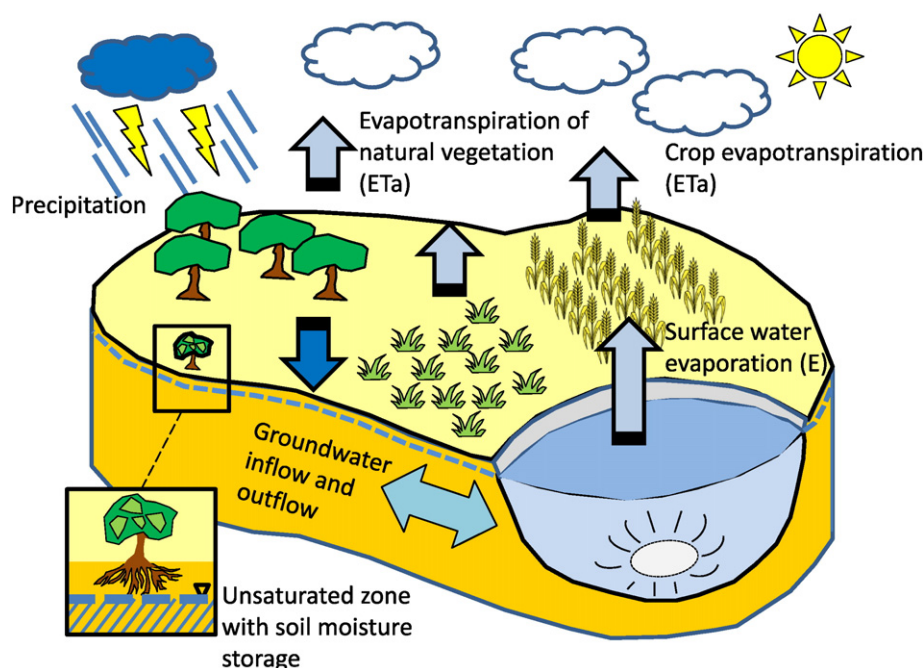 Evapotranspiration of
natural vegetation
(ETa)
Crop evapotranspiration
(ETa)
Precipitation
Surface water
evaporation (E)
Groundwater
inflow and
outflow
Unsaturated zone
with soil moisture
storage